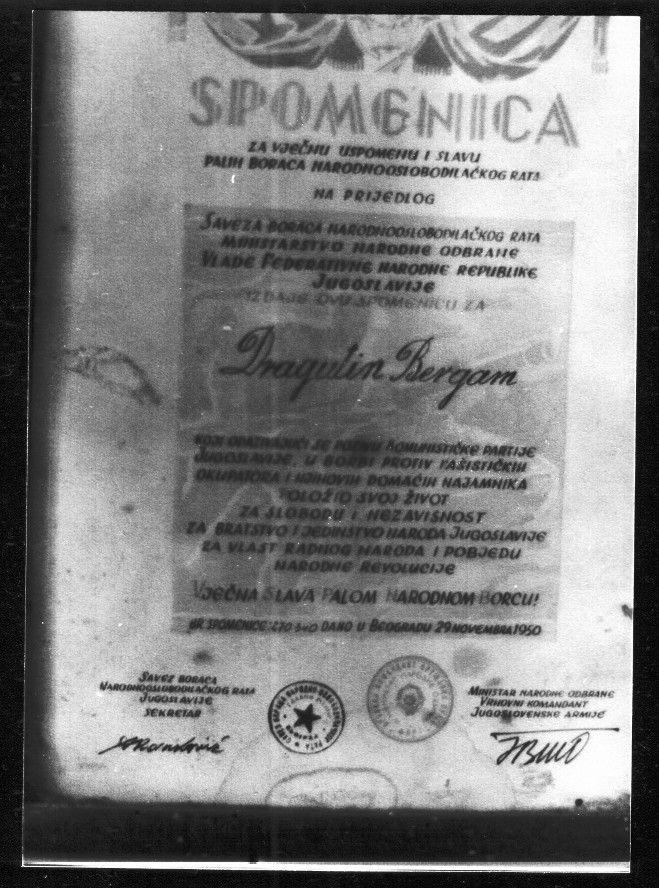 SPOMENICA
ZA VJEČNU USPOMENU I SLAVU
PALIH BORACA NARODNOOSLOBODILAČKOG RATA
NA PRIJEDLOG
SAVEZA BORACA NARODNOOSLOBODILAČKOG RATA
MINISTARSTVO NARODNE ODBRANE
VLADE FEDERATIVNE NARODNE REPUBLIKE
JUGOSLAVIJE
IZDAJE OVU SPOMENICU ZA
Dragutin Bergam
KOJI ODAZIVAJUĆI SE POZIVU KOMUNISTIČKE PARTIJE
JUGOSLAVIJE, U BORBI PROTIV FAŠISTIČKIH
OKUPATORA I NJIHOVIH DOMAĆIH NAJAMNIKA
POLOŽIO SVOJ ŽIVOT
ZA SLOBODU I NEZAVISNOST
ZA BRATSTVO I JEDINSTVO NARODA JUGOSLAVIJE
ZA VLAST RADNOG NARODA I POBJEDU
NARODNE REVOLUCIJE
VJEČNA SLAVA PALOM NARODNOM BORCU!
BR. SPOMENICE DANO U BEOGRADU 29 NOVEMBRA 1950
SAVEZ BORACA
NARODNOOSLOBODILAČKOG RATA
JUGOSLAVIJE
SEKRETAR
MINISTAR NARODNE ODBRANE
VRHOVNI KOMANDANT
JUGOSLOVENSKE ARMIJE